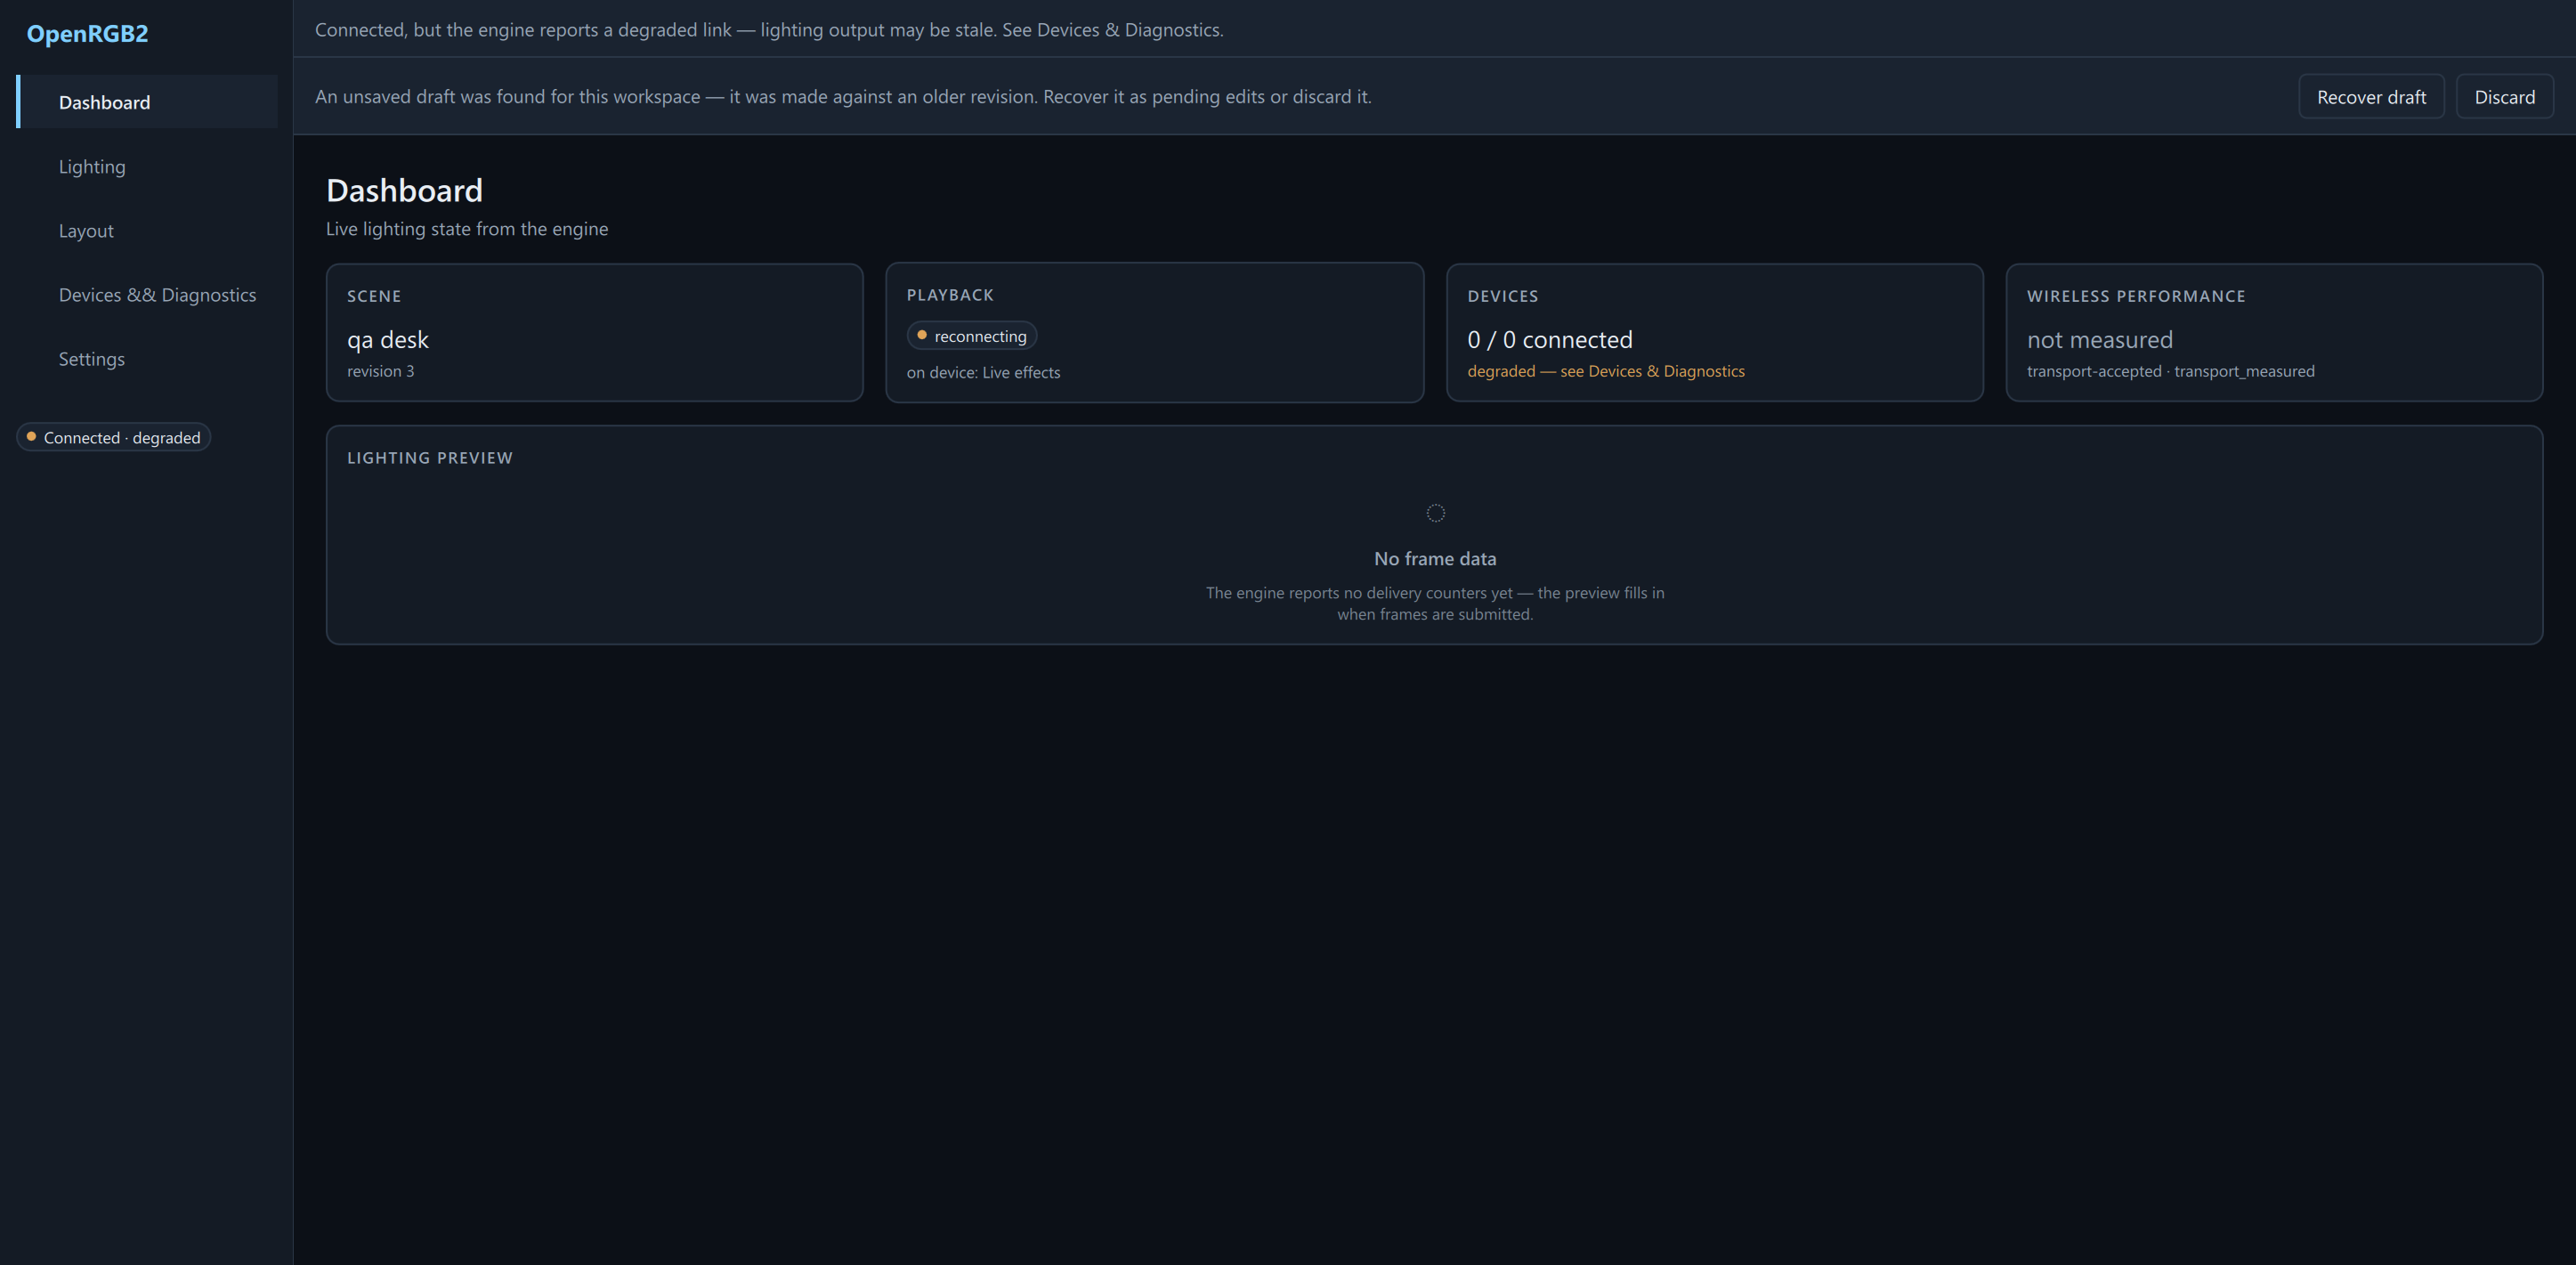 OpenRGB2
Dashboard
Lighting
Layout
Devices && Diagnostics
Settings
Connected · degraded
Connected, but the engine reports a degraded link — lighting output may be stale. See Devices & Diagnostics.
An unsaved draft was found for this workspace — it was made against an older revision. Recover it as pending edits or discard it.
Recover draft
Discard
Dashboard
Live lighting state from the engine
SCENE
qa desk
revision 3
PLAYBACK
reconnecting
on device: Live effects
DEVICES
0 / 0 connected
degraded — see Devices & Diagnostics
WIRELESS PERFORMANCE
not measured
transport-accepted · transport_measured
LIGHTING PREVIEW
No frame data
The engine reports no delivery counters yet — the preview fills in
when frames are submitted.